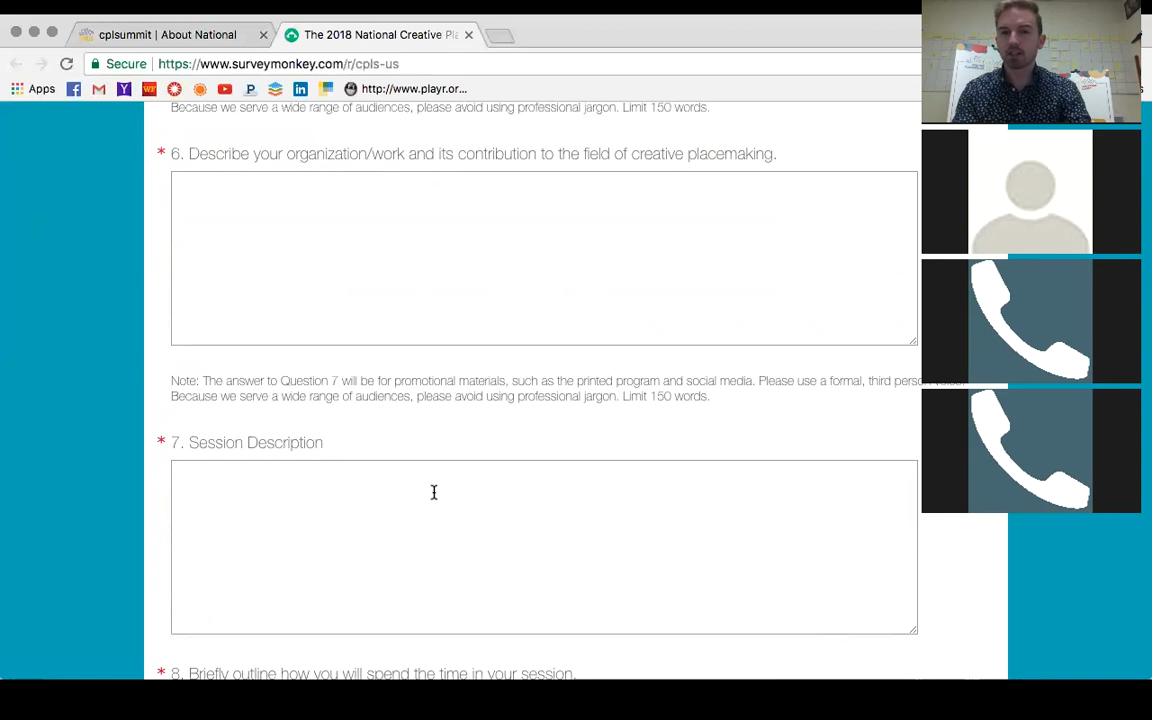 cplsummit | About National
The 2018 National Creative Pla
Secure | https://www.surveymonkey.com/r/cpls-us
Apps
http://www.playr.or...
Because we serve a wide range of audiences, please avoid using professional jargon. Limit 150 words.
* 6. Describe your organization/work and its contribution to the field of creative placemaking.
Note: The answer to Question 7 will be for promotional materials, such as the printed program and social media. Please use a formal, third person
Because we serve a wide range of audiences, please avoid using professional jargon. Limit 150 words.
* 7. Session Description
* 8. Briefly outline how you will spend the time in your session.